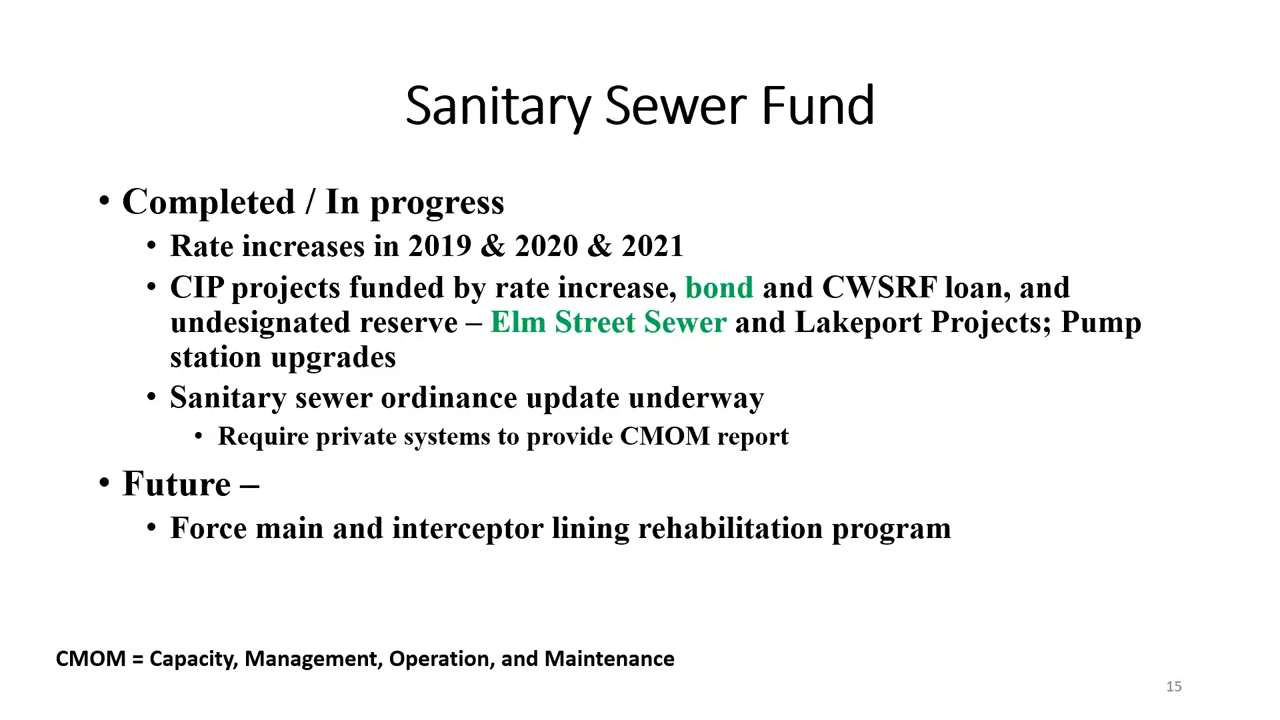 Sanitary Sewer Fund
• Completed / In progress
• Rate increases in 2019 & 2020 & 2021
• CIP projects funded by rate increase, bond and CWSRF loan, and
undesignated reserve – Elm Street Sewer and Lakeport Projects; Pump
station upgrades
• Sanitary sewer ordinance update underway
• Require private systems to provide CMOM report
• Future –
• Force main and interceptor lining rehabilitation program
CMOM = Capacity, Management, Operation, and Maintenance
15